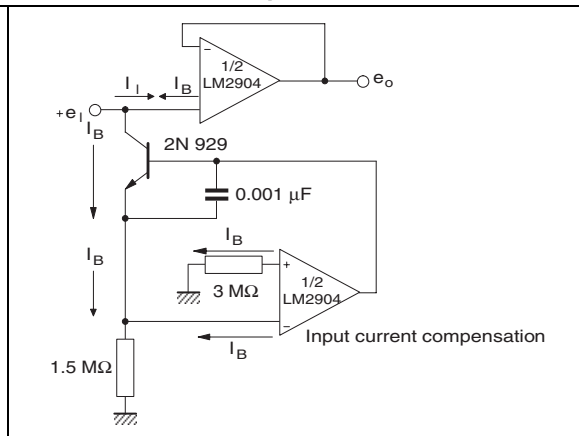 1/2
LM2904
e₀
I_I
I_B
+e_I
I_B
2N 929
0.001 μF
I_B
I_B
3 MΩ
+
1/2
LM2904
−
−
Input current compensation
I_B
1.5 MΩ